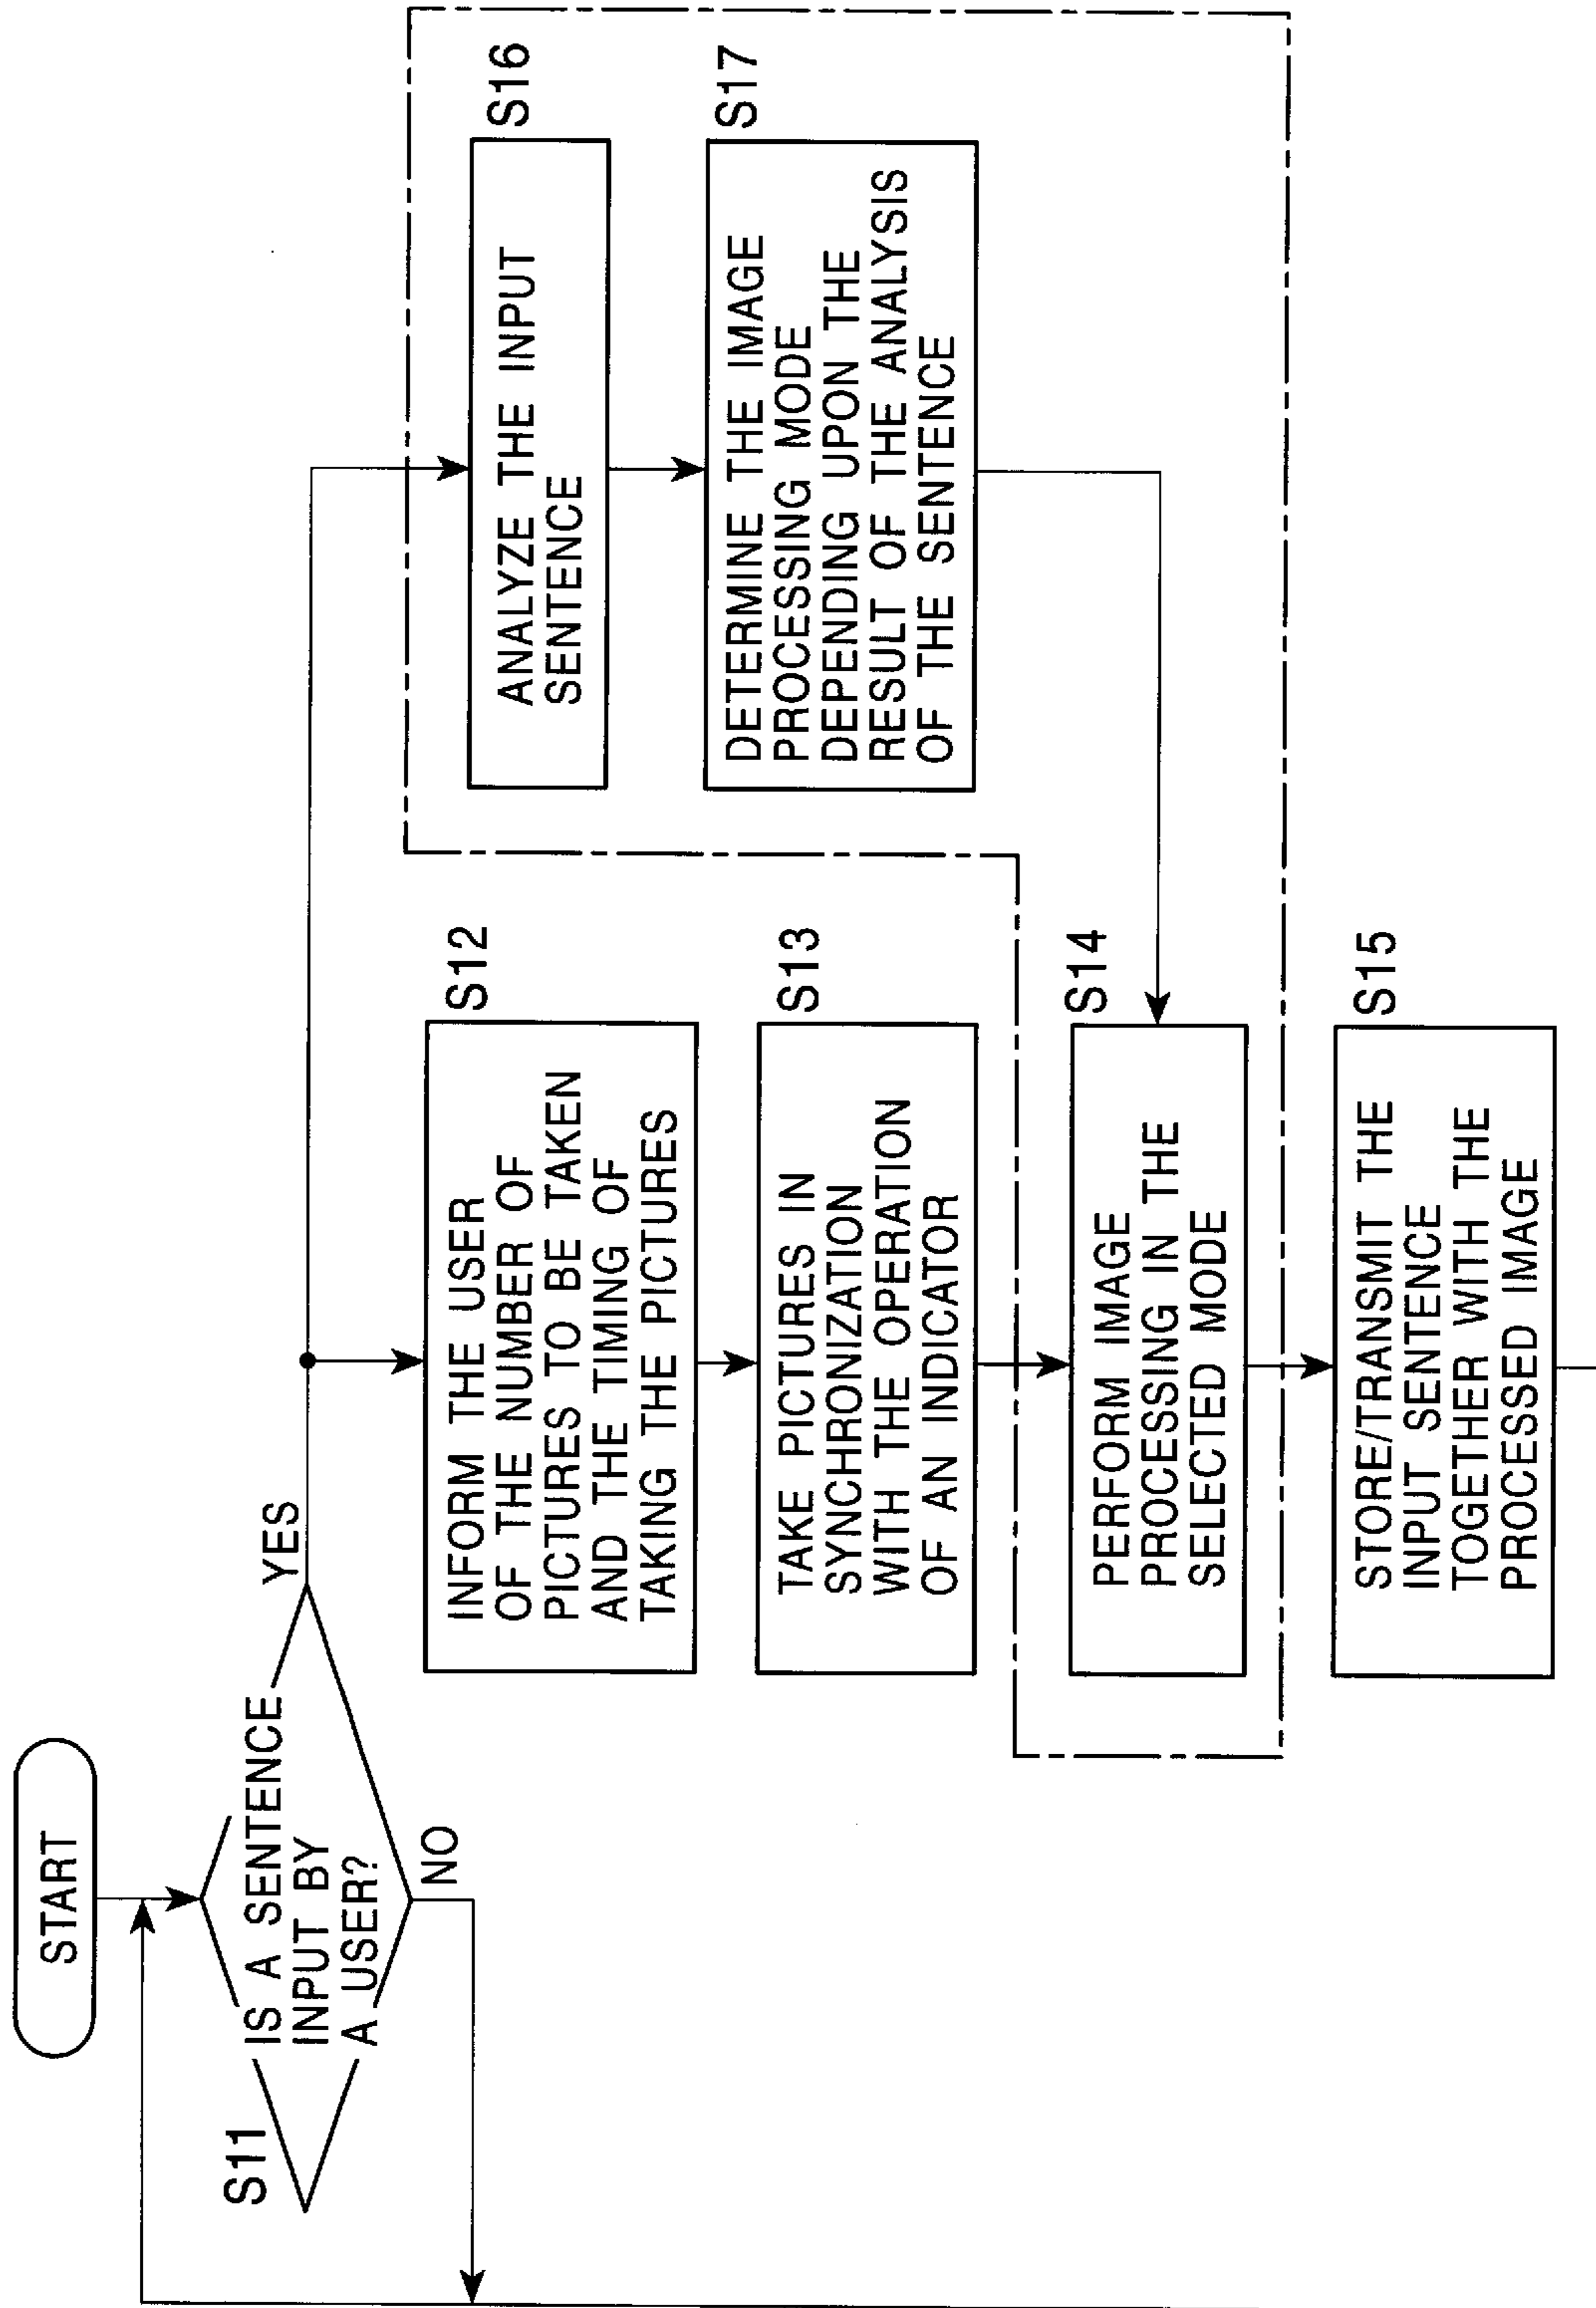 START
S11
IS A SENTENCE
INPUT BY
A USER?
YES
NO
S12
INFORM THE USER
OF THE NUMBER OF
PICTURES TO BE TAKEN
AND THE TIMING OF
TAKING THE PICTURES
S13
TAKE PICTURES IN
SYNCHRONIZATION
WITH THE OPERATION
OF AN INDICATOR
S16
ANALYZE THE INPUT
SENTENCE
S17
DETERMINE THE IMAGE
PROCESSING MODE
DEPENDING UPON THE
RESULT OF THE ANALYSIS
OF THE SENTENCE
S14
PERFORM IMAGE
PROCESSING IN THE
SELECTED MODE
S15
STORE/TRANSMIT THE
INPUT SENTENCE
TOGETHER WITH THE
PROCESSED IMAGE